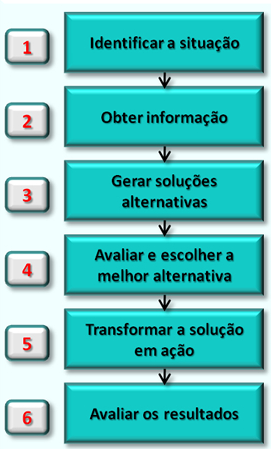 1
Identificar a situação
2
Obter informação
3
Gerar soluções
alternativas
4
Avaliar e escolher a
melhor alternativa
5
Transformar a solução
em ação
6
Avaliar os resultados